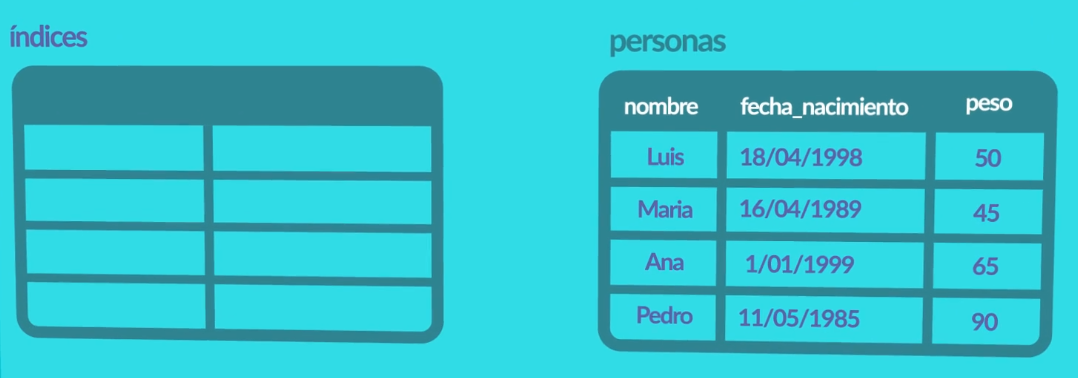 índices
personas
nombre fecha_nacimiento peso
Luis 18/04/1998 50
Maria 16/04/1989 45
Ana 1/01/1999 65
Pedro 11/05/1985 90